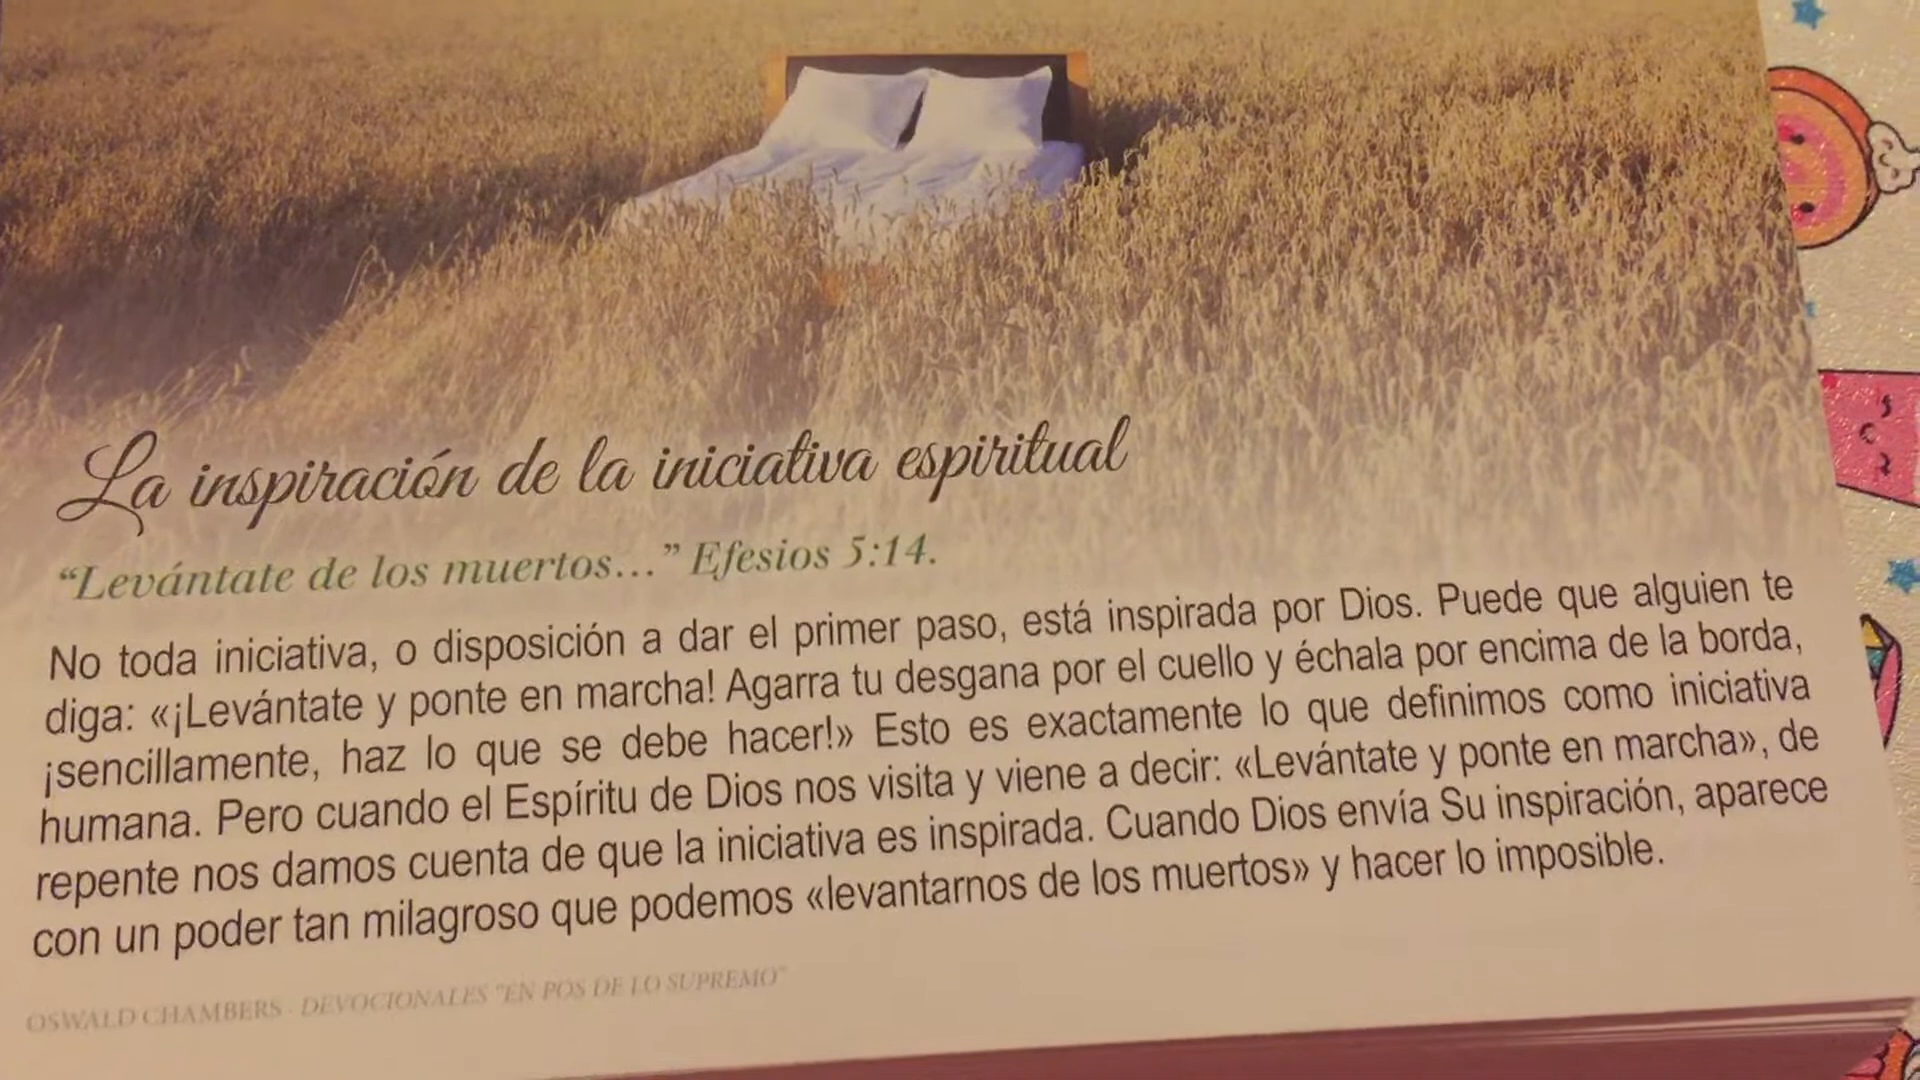 La inspiración de la iniciativa espiritual
“Levántate de los muertos...” Efesios 5:14.
No toda iniciativa, o disposición a dar el primer paso, está inspirada por Dios. Puede que alguien te
diga: «¡Levántate y ponte en marcha! Agarra tu desgana por el cuello y échala por encima de la borda,
¡sencillamente, haz lo que se debe hacer!» Esto es exactamente lo que definimos como iniciativa
humana. Pero cuando el Espíritu de Dios nos visita y viene a decir: «Levántate y ponte en marcha», de
repente nos damos cuenta de que la iniciativa es inspirada. Cuando Dios envía Su inspiración, aparece
con un poder tan milagroso que podemos «levantarnos de los muertos» y hacer lo imposible.
OSWALD CHAMBERS - DEVOCIONALES "EN POS DE LO SUPREMO"